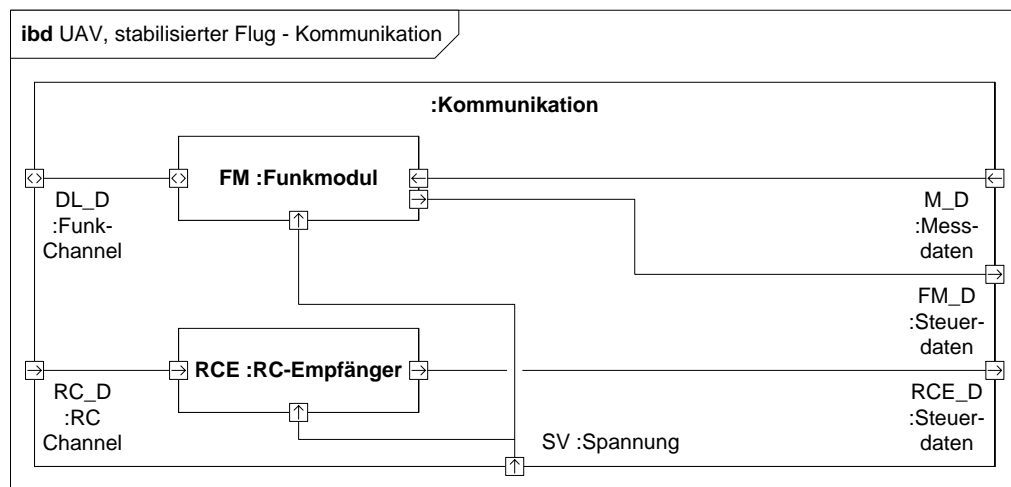 ibd UAV, stabilisierter Flug - Kommunikation
:Kommunikation
FM :Funkmodul
DL_D
:Funk-
Channel
M_D
:Mess-
daten
FM_D
:Steuer-
daten
RCE :RC-Empfänger
RC_D
:RC
Channel
RCE_D
:Steuer-
daten
SV :Spannung